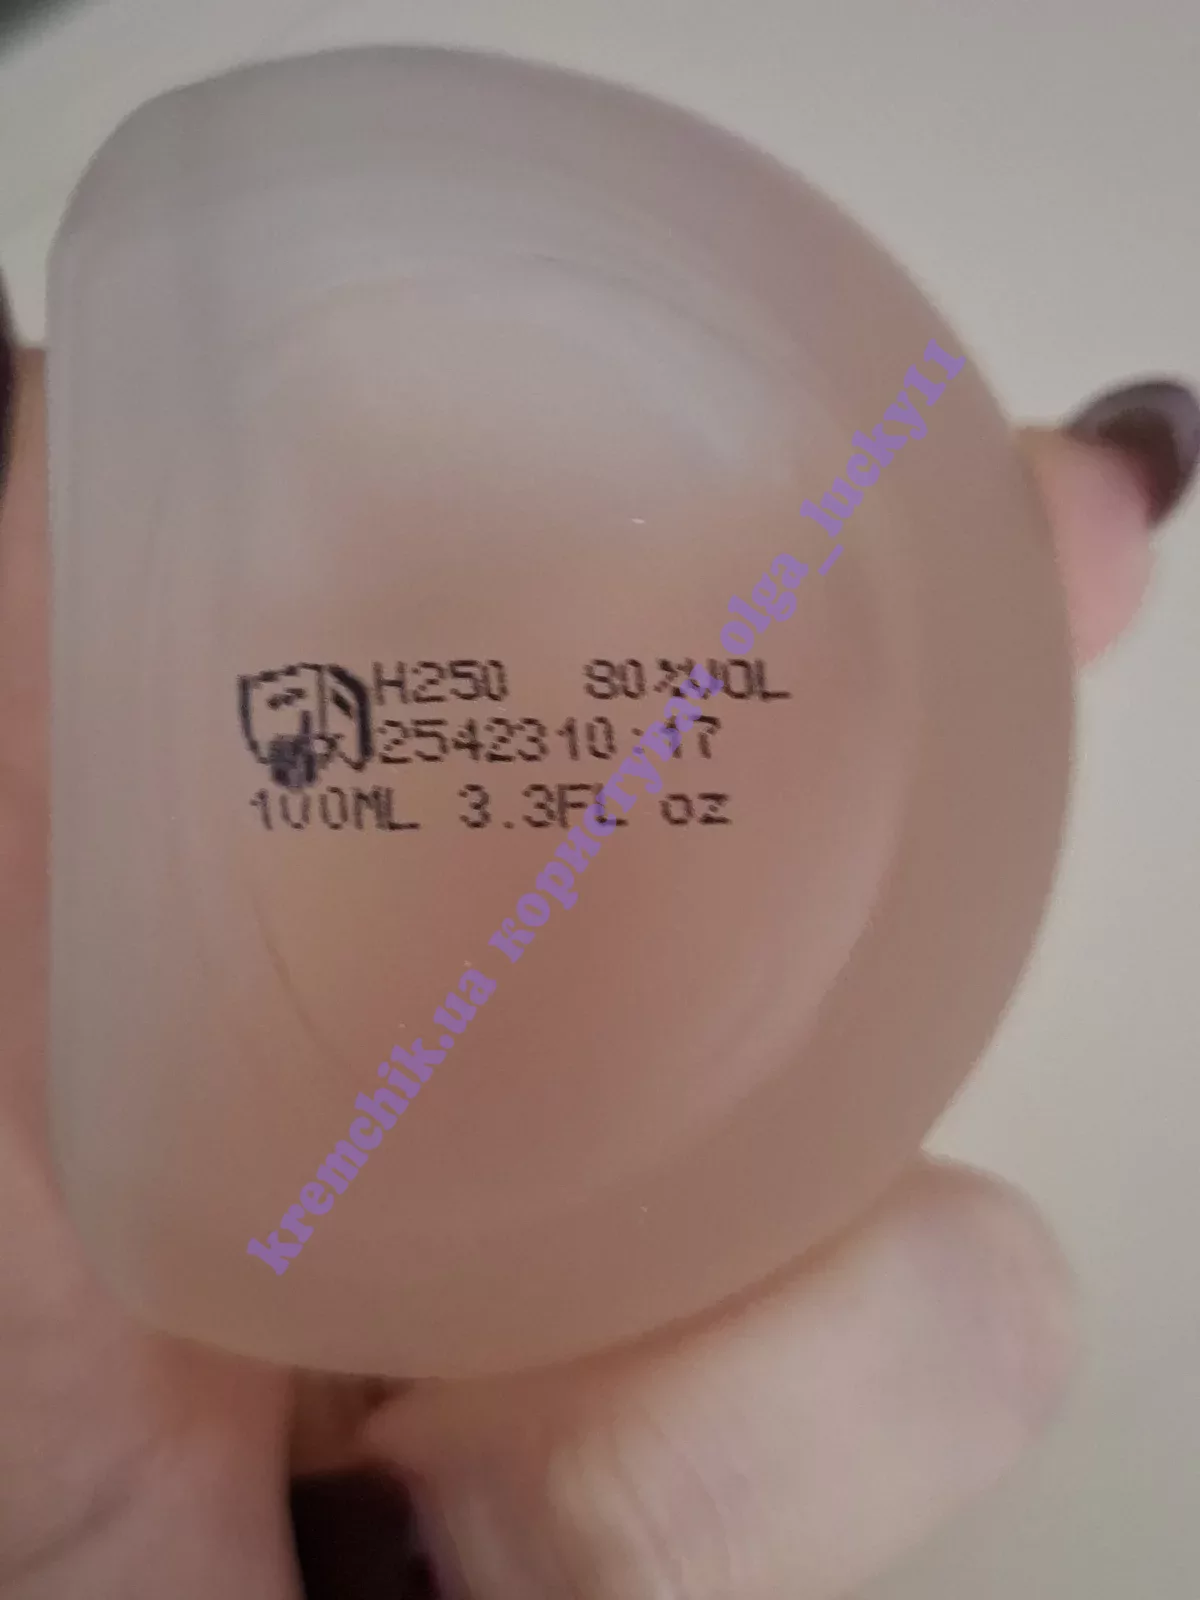 H250 80%VOL
2542310:17
100ML 3.3FL oz
kremchik.ua користувач olga_lucky11